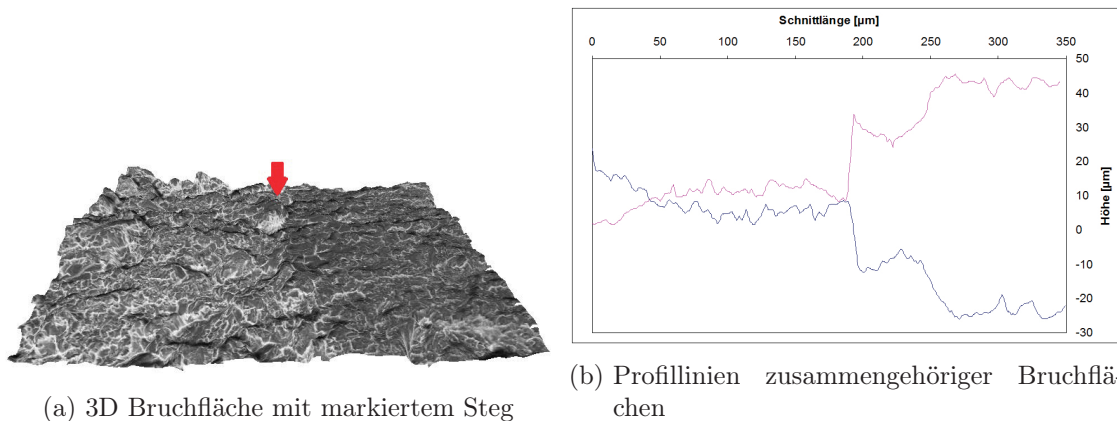 Schnittlänge [µm]
0 50 100 150 200 250 300 350
50
40
30
20
10
0
-10
-20
-30
Höhe [µm]
(a) 3D Bruchfläche mit markiertem Steg
(b) Profillinien zusammengehöriger Bruchflä-
chen